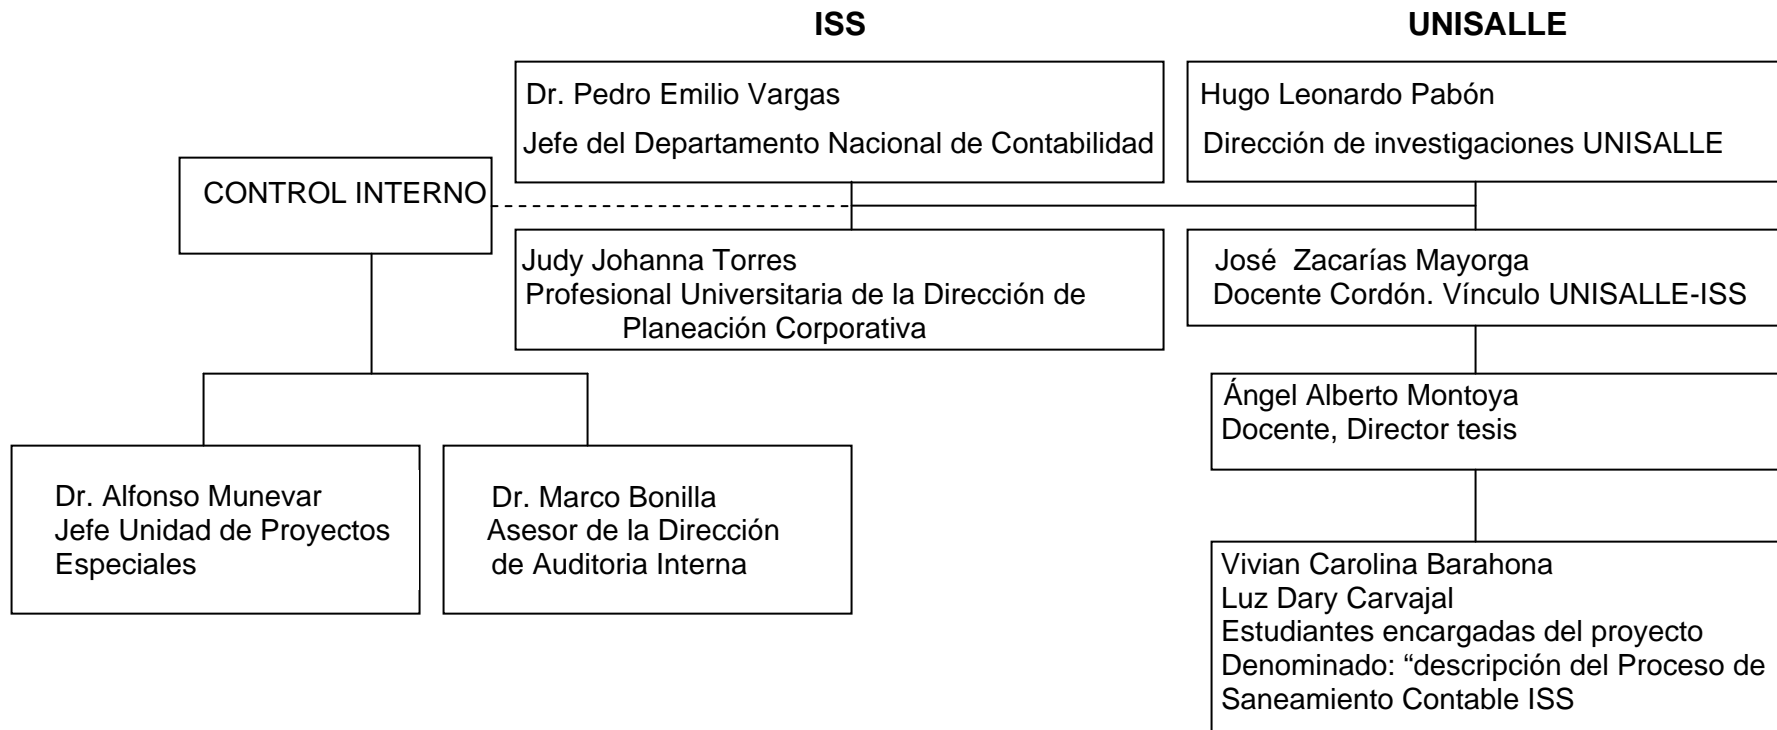 ISS
UNISALLE
Dr. Pedro Emilio Vargas
Jefe del Departamento Nacional de Contabilidad
Hugo Leonardo Pabón
Dirección de investigaciones UNISALLE
CONTROL INTERNO
Judy Johanna Torres
Profesional Universitaria de la Dirección de
Planeación Corporativa
José Zacarías Mayorga
Docente Cordón. Vínculo UNISALLE-ISS
Ángel Alberto Montoya
Docente, Director tesis
Dr. Alfonso Munevar
Jefe Unidad de Proyectos
Especiales
Dr. Marco Bonilla
Asesor de la Dirección
de Auditoria Interna
Vivian Carolina Barahona
Luz Dary Carvajal
Estudiantes encargadas del proyecto
Denominado: “descripción del Proceso de
Saneamiento Contable ISS